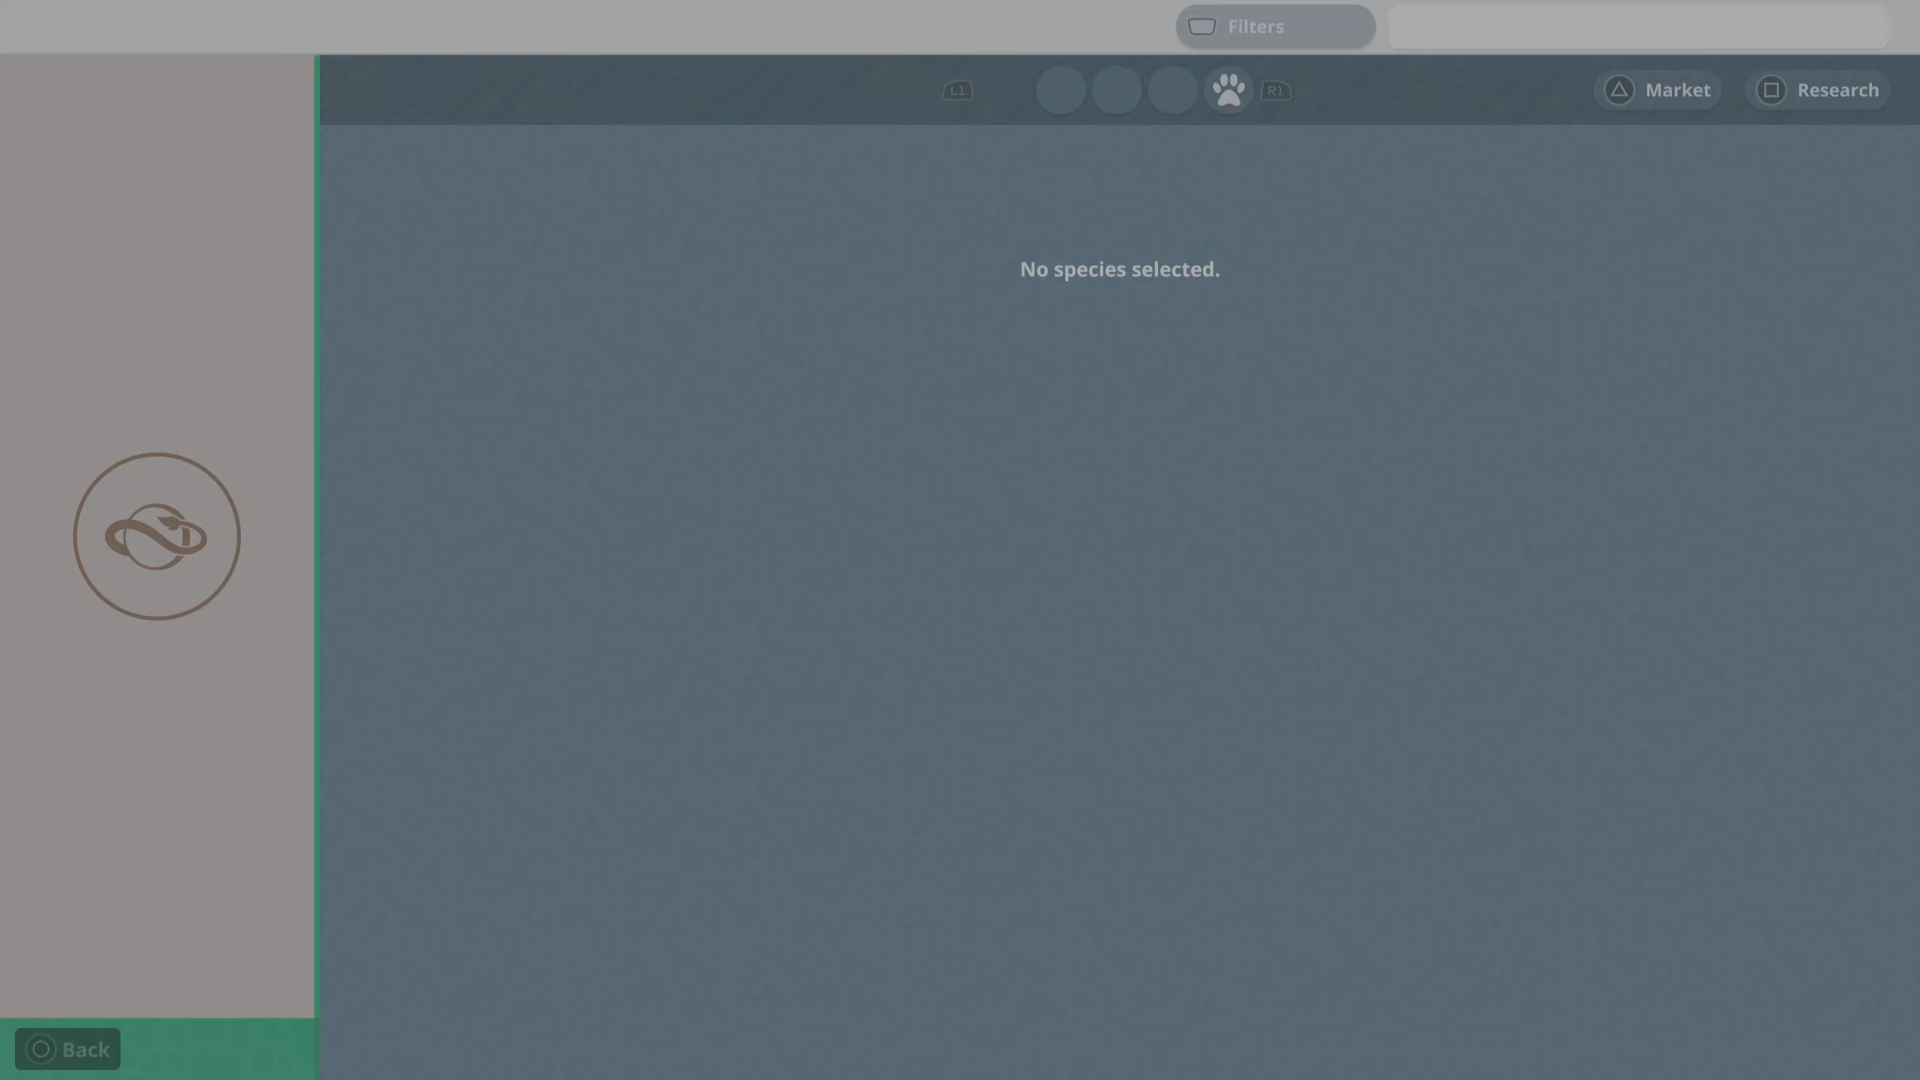 Filters
L1
R1
Market
Research
No species selected.
Back